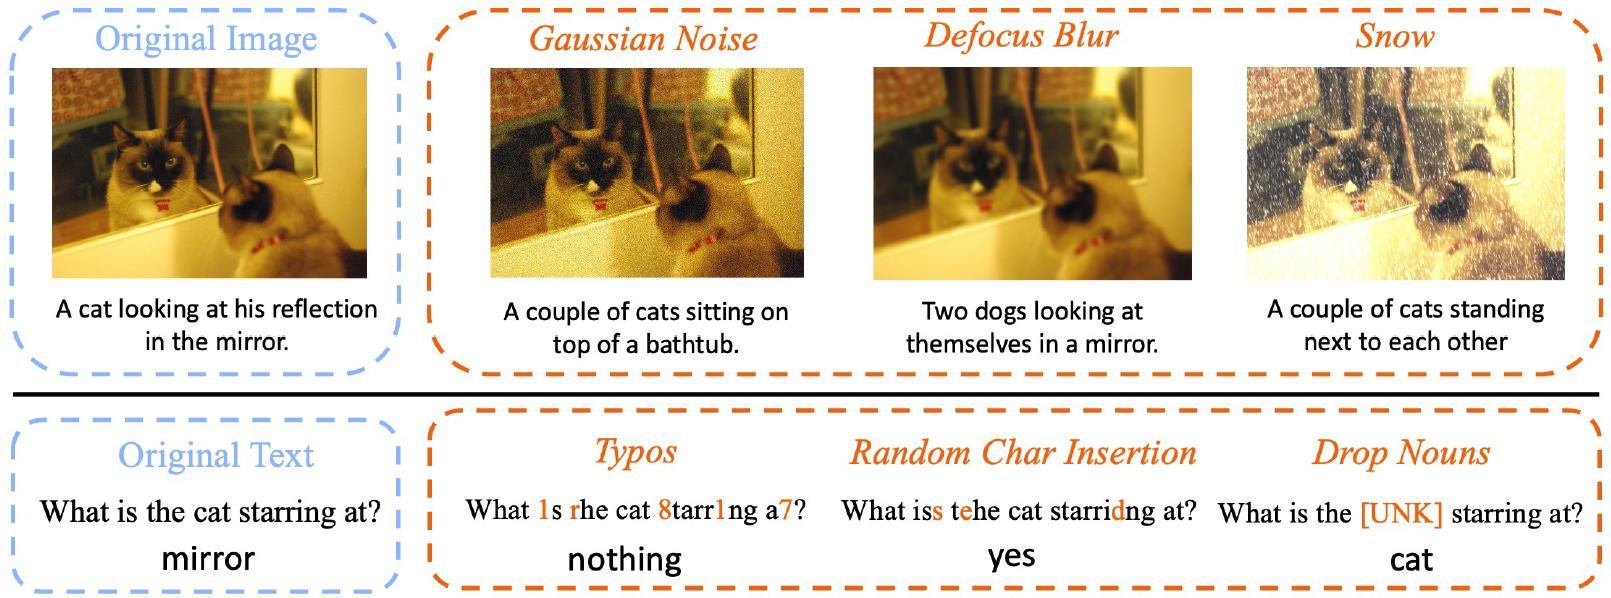 Original Image
Gaussian Noise
Defocus Blur
Snow
A cat looking at his reflection
in the mirror.
A couple of cats sitting on
top of a bathtub.
Two dogs looking at
themselves in a mirror.
A couple of cats standing
next to each other
Original Text
Typos
Random Char Insertion
Drop Nouns
What is the cat starring at?
What 1s rhe cat 8tarr1ng a7?
What iss tehe cat starridng at?
What is the [UNK] starring at?
mirror
nothing
yes
cat